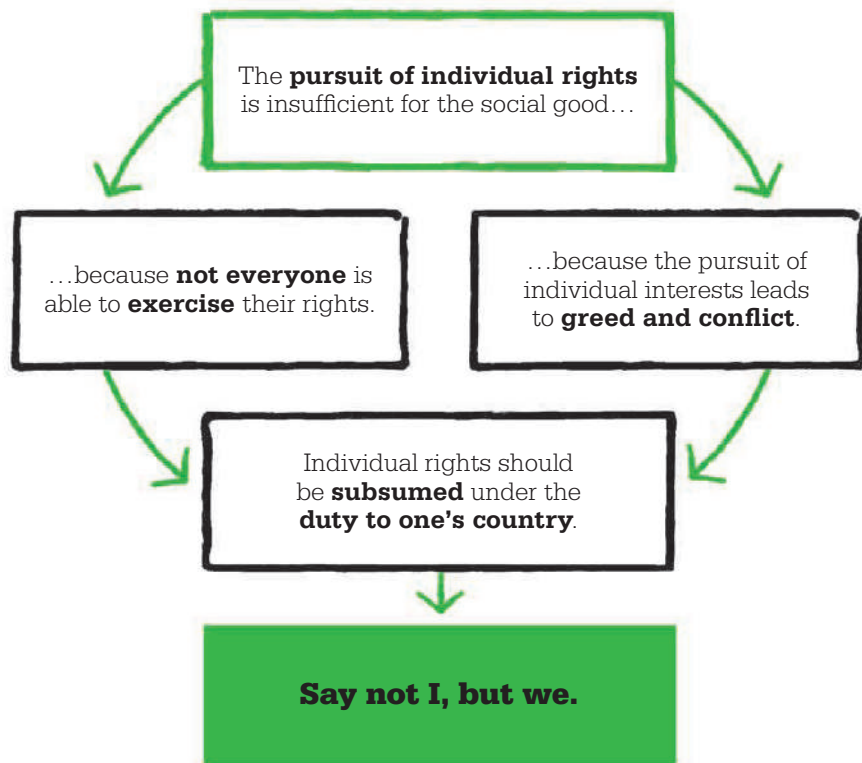 The pursuit of individual rights
is insufficient for the social good…
…because not everyone is
able to exercise their rights.
…because the pursuit of
individual interests leads
to greed and conflict.
Individual rights should
be subsumed under the
duty to one’s country.
Say not I, but we.